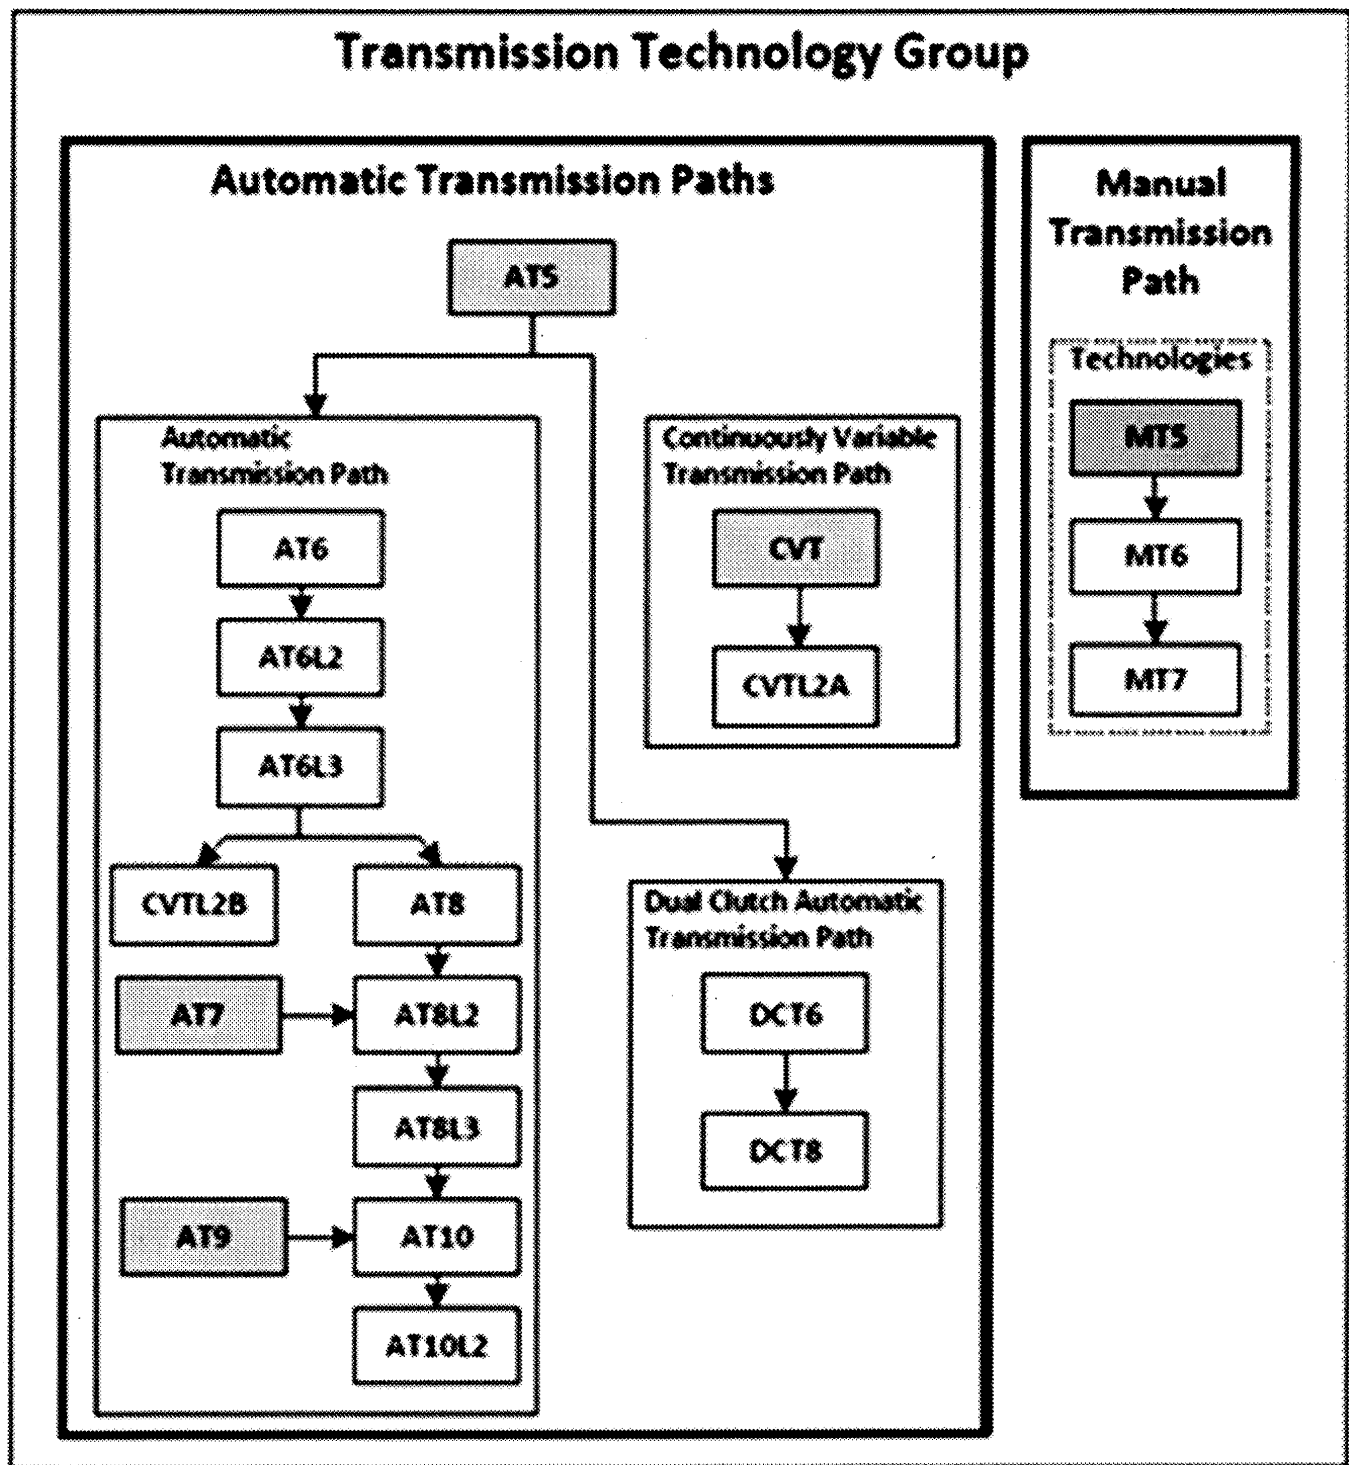 Transmission Technology Group
Automatic Transmission Paths
AT5
Automatic
Transmission Path
AT6
AT6L2
AT6L3
CVTL2B
AT8
AT7
AT8L2
AT8L3
AT9
AT10
AT10L2
Continuously Variable
Transmission Path
CVT
CVTL2A
Dual Clutch Automatic
Transmission Path
DCT6
DCT8
Manual
Transmission
Path
Technologies
MT5
MT6
MT7